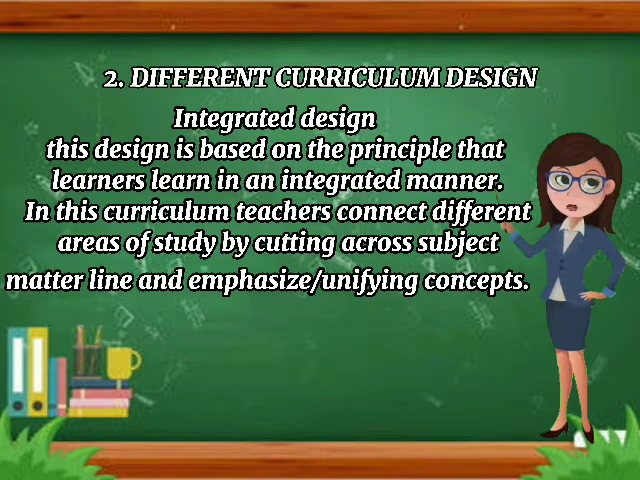 2. DIFFERENT CURRICULUM DESIGN
Integrated design
this design is based on the principle that
learners learn in an integrated manner.
In this curriculum teachers connect different
areas of study by cutting across subject
matter line and emphasize/unifying concepts.